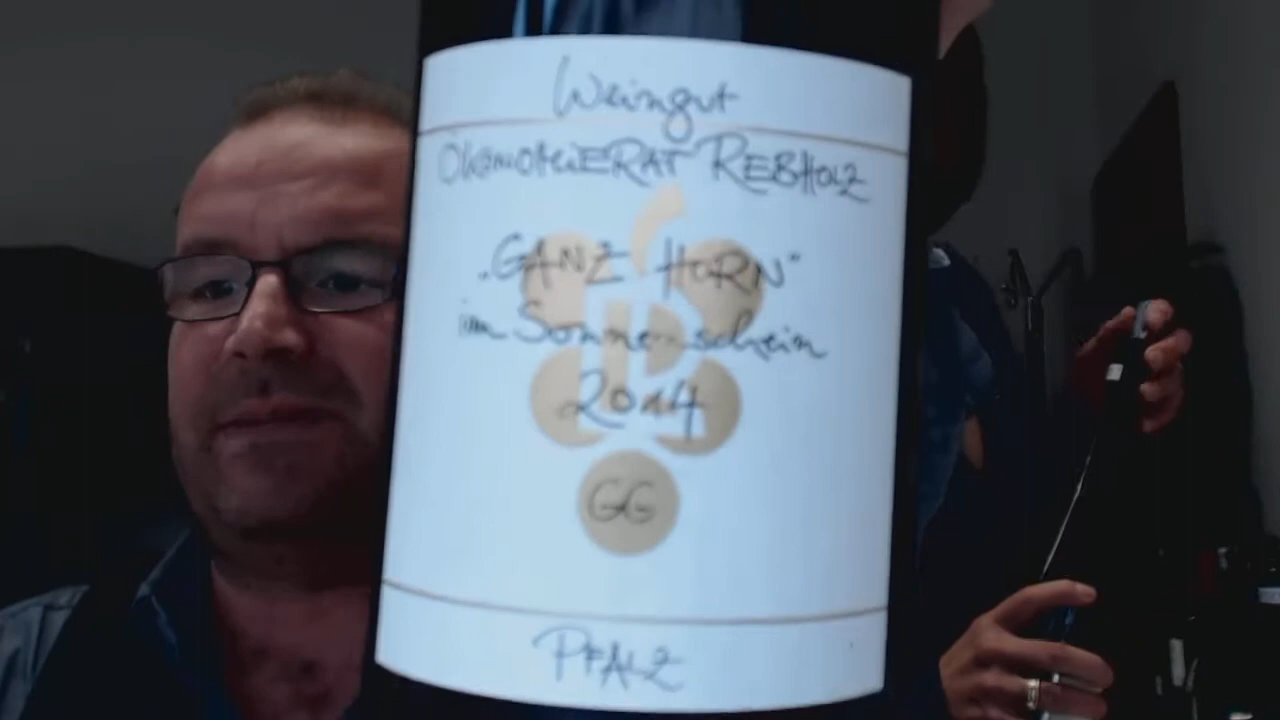 Weingut
ÖKONOMIERAT REBHOLZ
„GANZ HORN"
im Sonnenschein
2014
GG
PFALZ